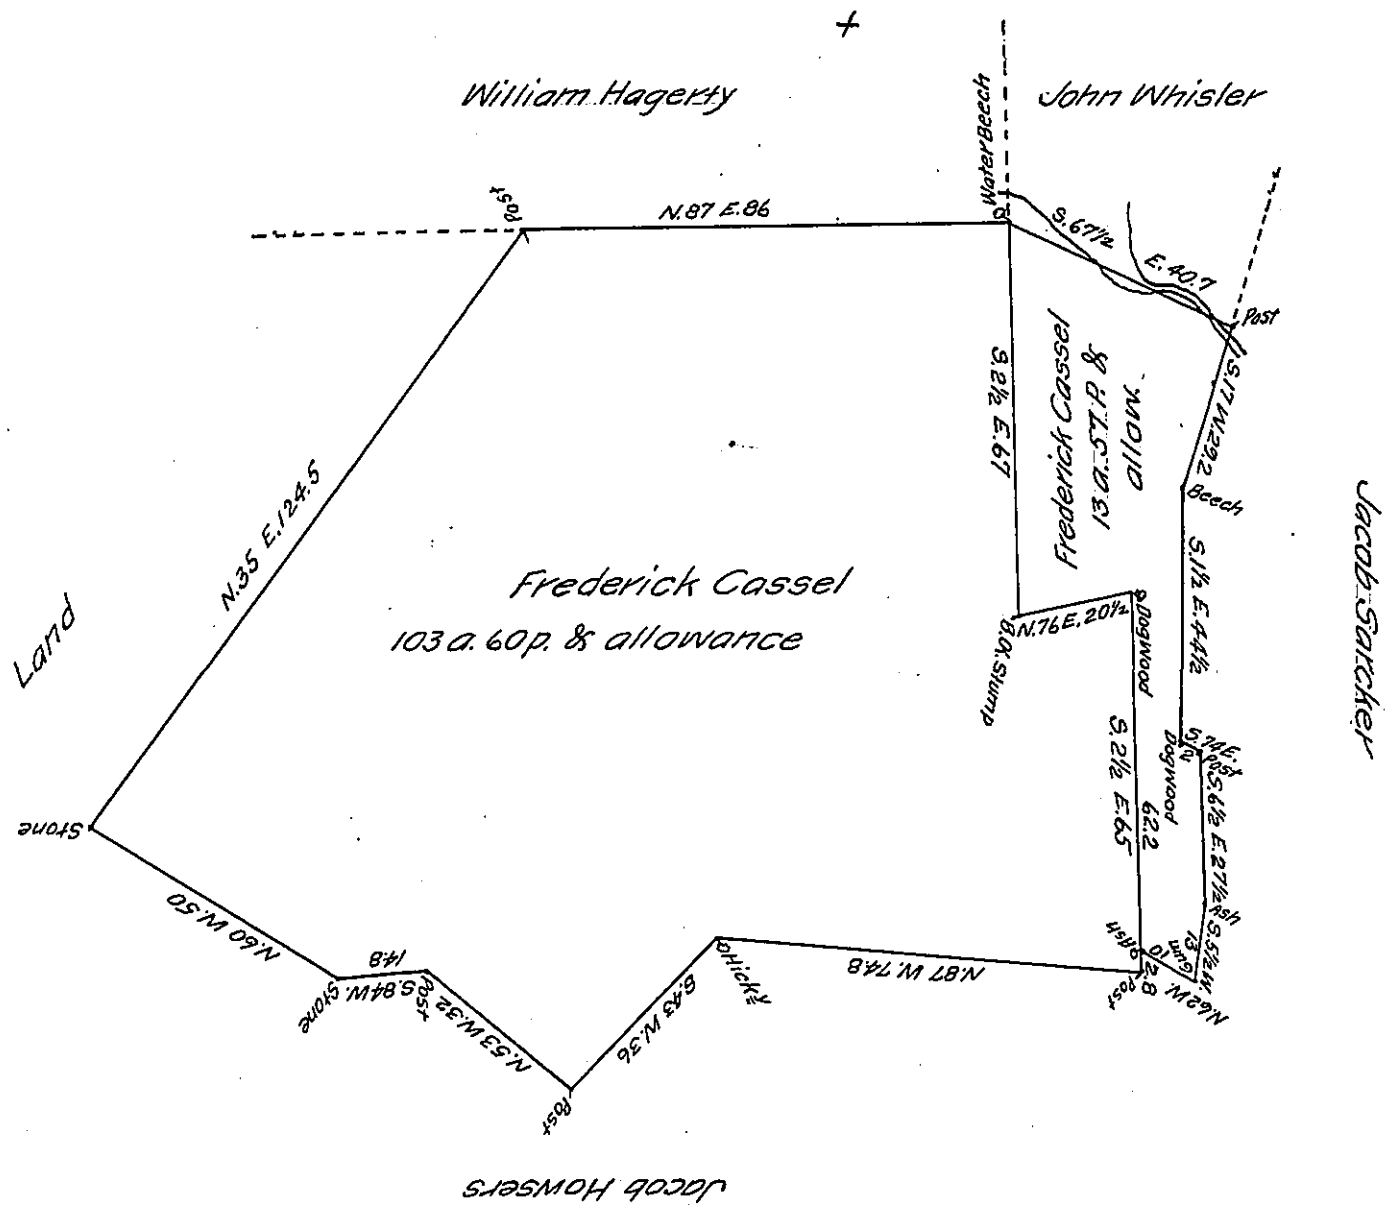 William Hagerty
John Whisler
Water Beech
Post
N.87 E.86
S.67½
E.40.7
Post
S.17 W.29.2
Beech
Frederick Cassel
13 a. 75 P. &
allow.
S.2½ E.67
N.35 E.124.5
Land
Frederick Cassel
103 a. 60 p. & allowance
B.O. Stump
N.76 E. 20½
Dogwood
S.1½ E.44½
Jacob Sarcker
Dogwood
S.74 E.
Post
S.6½ E.27½
S.2½ E.65
62.2
Ash
S.5½ W.
13
Gum
N.62 W.
10
Ash
2.8
Post
N.87 W.74.8
Hicky
S.43 W.36
Post
N.53 W.32
Post
S.84 W.
14.8
Stone
N.60 W.50
Stone
Jacob Howsers